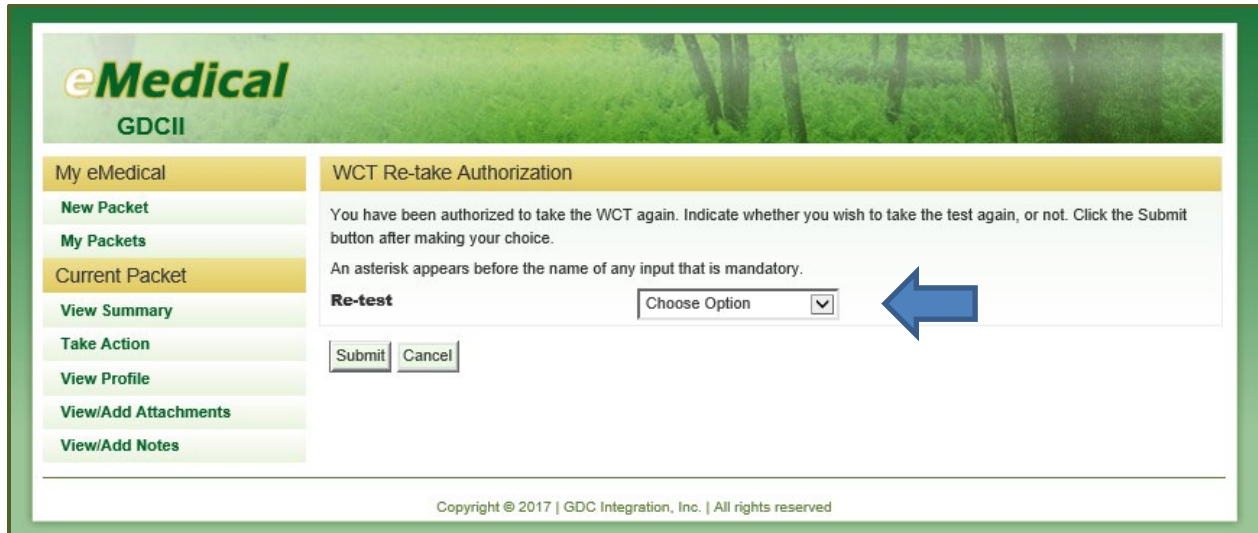 eMedical
GDCII
My eMedical
New Packet
My Packets
Current Packet
View Summary
Take Action
View Profile
View/Add Attachments
View/Add Notes
WCT Re-take Authorization
You have been authorized to take the WCT again. Indicate whether you wish to take the test again, or not. Click the Submit
button after making your choice.
An asterisk appears before the name of any input that is mandatory.
Re-test Choose Option
Submit Cancel
Copyright © 2017 | GDC Integration, Inc. | All rights reserved